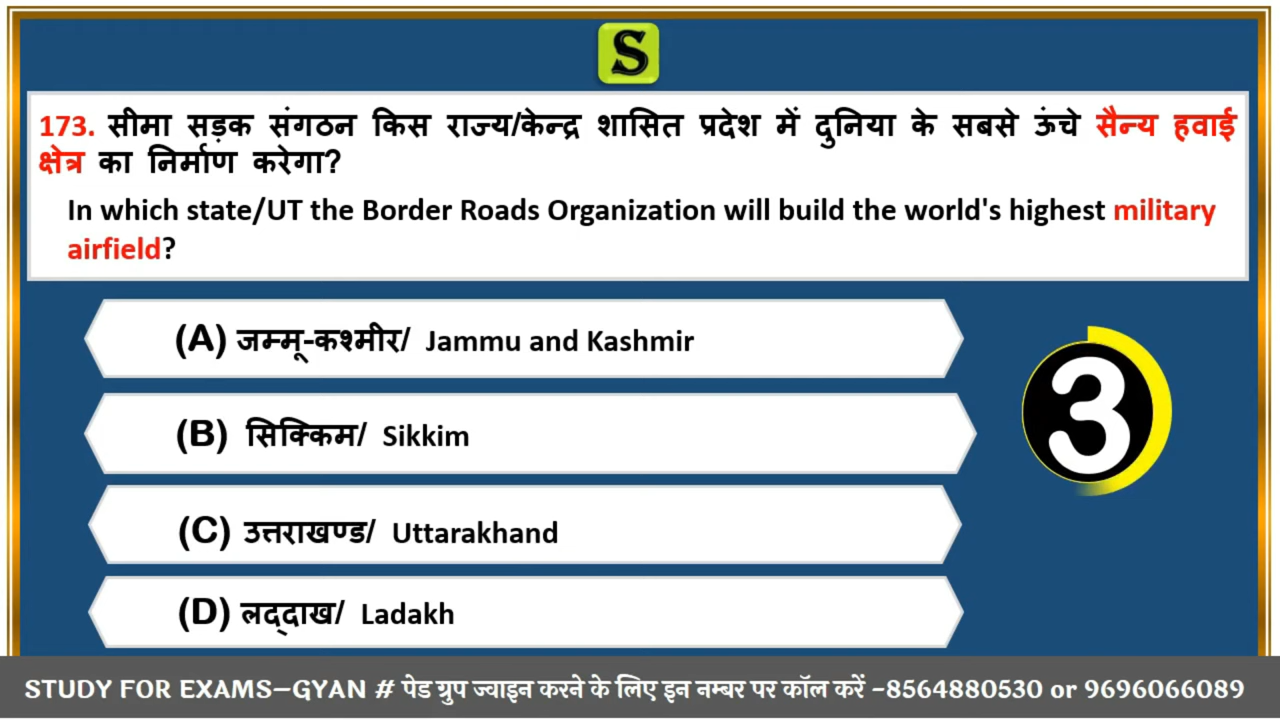 S
173. सीमा सड़क संगठन किस राज्य/केन्द्र शासित प्रदेश में दुनिया के सबसे ऊंचे सैन्य हवाई
क्षेत्र का निर्माण करेगा?
In which state/UT the Border Roads Organization will build the world's highest military
airfield?
(A) जम्मू-कश्मीर/ Jammu and Kashmir
3
(B) सिक्किम/ Sikkim
(C) उत्तराखण्ड/ Uttarakhand
(D) लद्दाख/ Ladakh
STUDY FOR EXAMS-GYAN # पेड ग्रुप ज्वाइन करने के लिए इन नम्बर पर कॉल करें -8564880530 or 9696066089